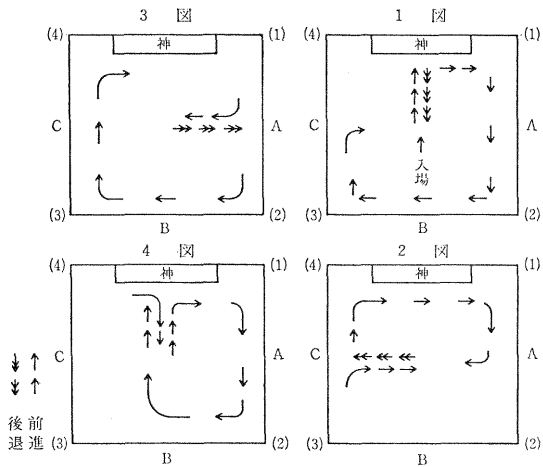 1 図
(4)
神
(1)
C
A
入場
(3)
B
(2)
2 図
(4)
神
(1)
C
A
(3)
B
(2)
3 図
(4)
神
(1)
C
A
(3)
B
(2)
4 図
(4)
神
(1)
C
A
(3)
B
(2)
前進
後退